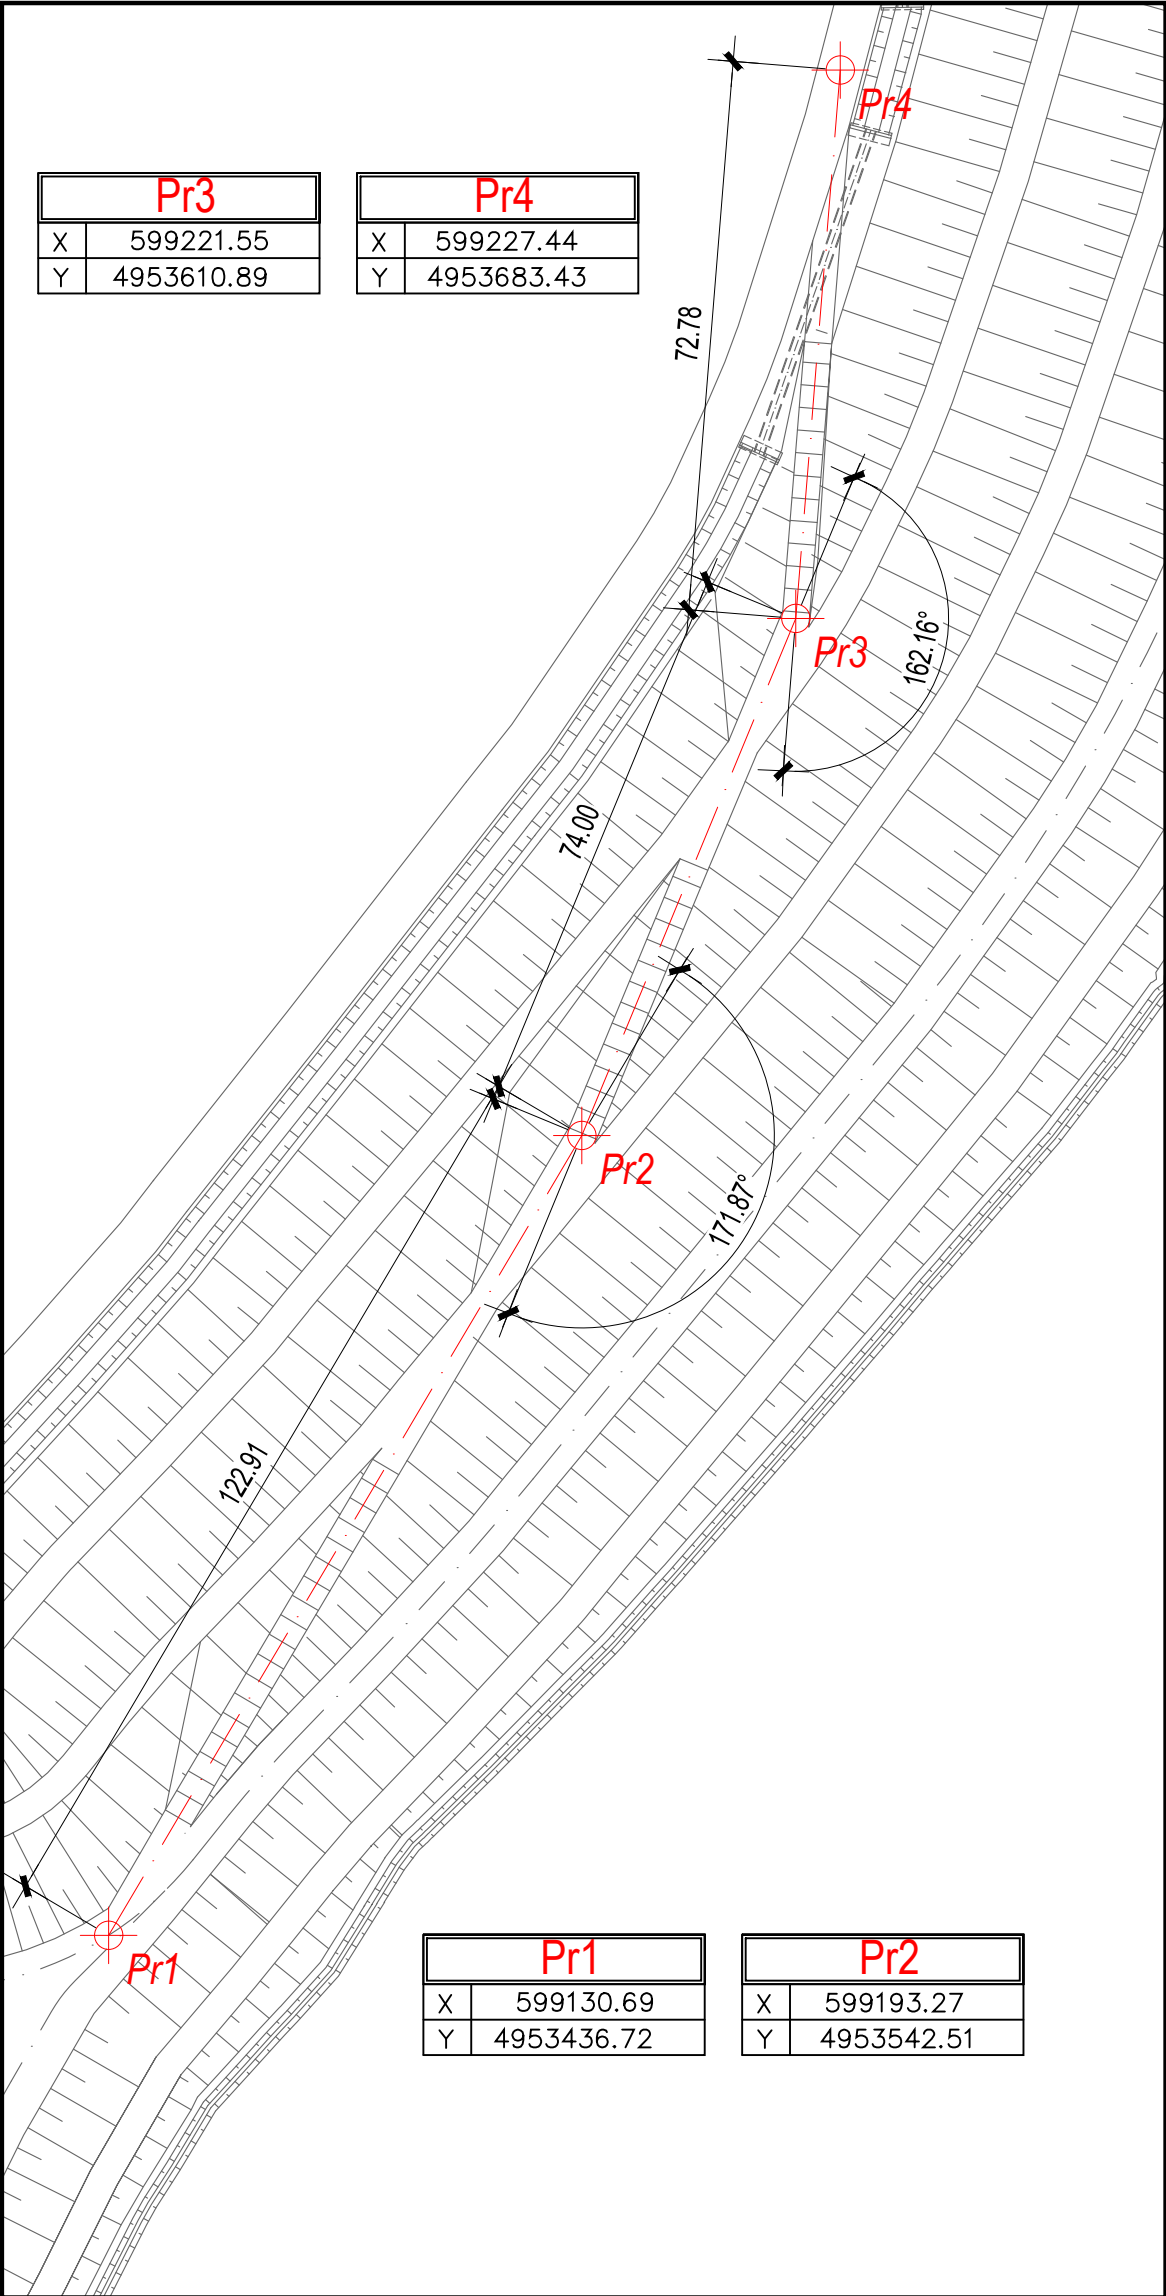 Pr4
Pr3
X 599221.55
Y 4953610.89
Pr4
X 599227.44
Y 4953683.43
72.78
162.16°
Pr3
74.00
Pr2
171.87°
122.91
Pr1
Pr1
X 599130.69
Y 4953436.72
Pr2
X 599193.27
Y 4953542.51